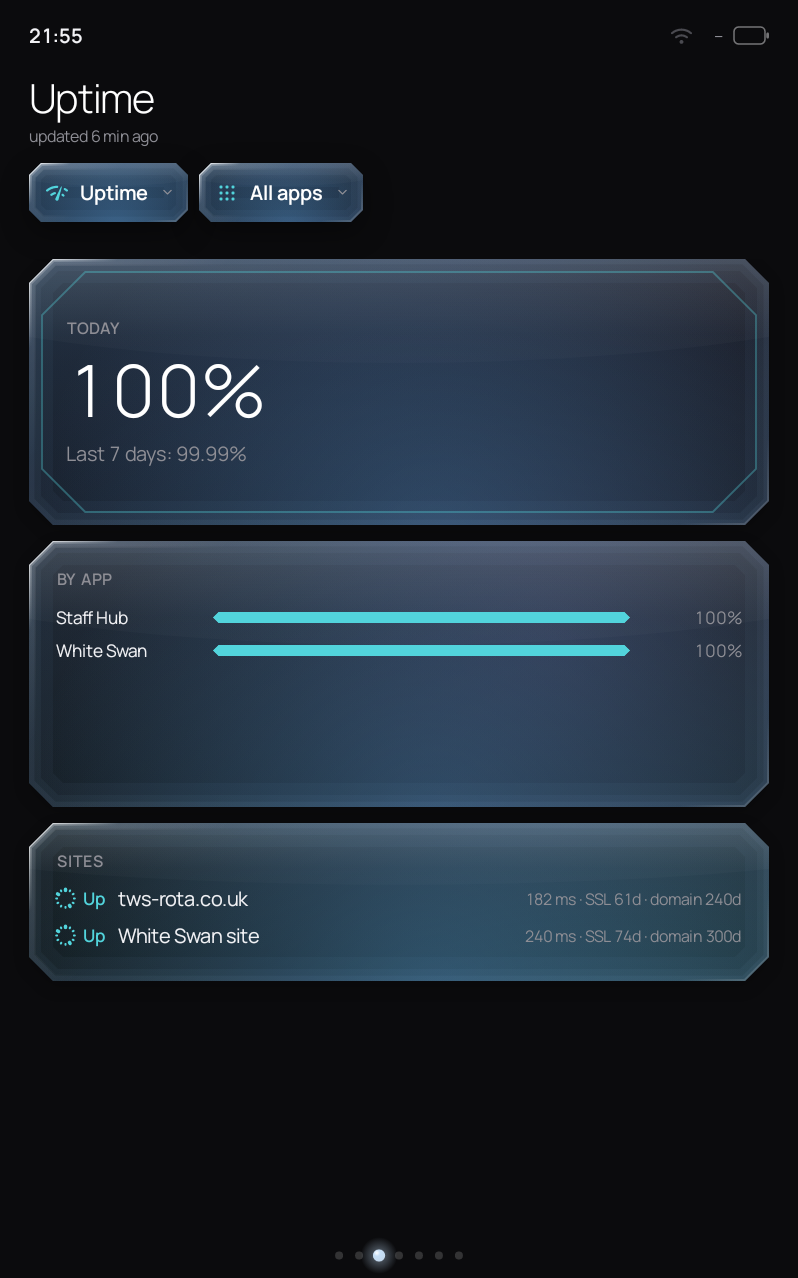 21:55
–
Uptime
updated 6 min ago
Uptime All apps
TODAY
100%
Last 7 days: 99.99%
BY APP
Staff Hub 100%
White Swan 100%
SITES
Up tws-rota.co.uk 182 ms · SSL 61d · domain 240d
Up White Swan site 240 ms · SSL 74d · domain 300d